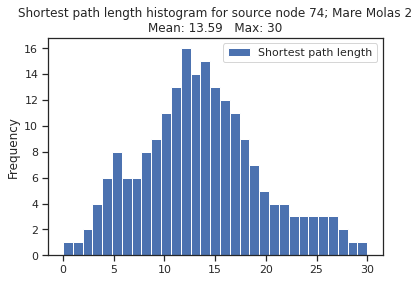 Shortest path length histogram for source node 74; Mare Molas 2
Mean: 13.59   Max: 30
Shortest path length
Frequency
16
14
12
10
8
6
4
2
0
0 5 10 15 20 25 30